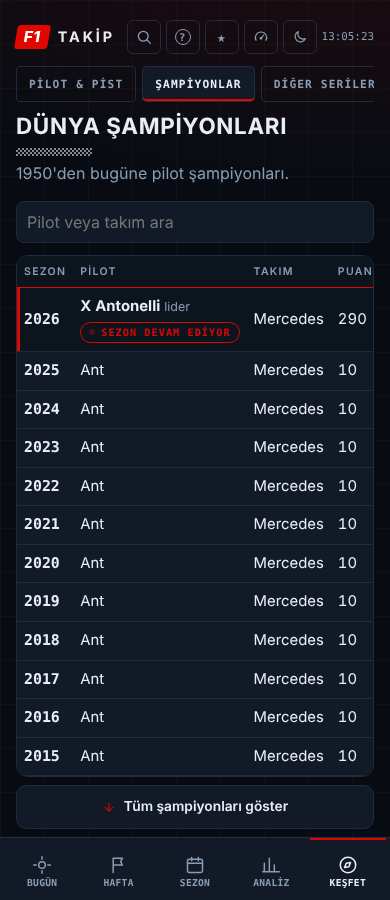 F1 TAKİP 13:05:23
PİLOT & PİST ŞAMPİYONLAR DİĞER SERİLER
DÜNYA ŞAMPİYONLARI
1950'den bugüne pilot şampiyonları.
Pilot veya takım ara
SEZON PİLOT TAKIM PUAN
2026 X Antonelli lider Mercedes 290
SEZON DEVAM EDİYOR
2025 Ant Mercedes 10
2024 Ant Mercedes 10
2023 Ant Mercedes 10
2022 Ant Mercedes 10
2021 Ant Mercedes 10
2020 Ant Mercedes 10
2019 Ant Mercedes 10
2018 Ant Mercedes 10
2017 Ant Mercedes 10
2016 Ant Mercedes 10
2015 Ant Mercedes 10
↓ Tüm şampiyonları göster
BUGÜN HAFTA SEZON ANALİZ KEŞFET